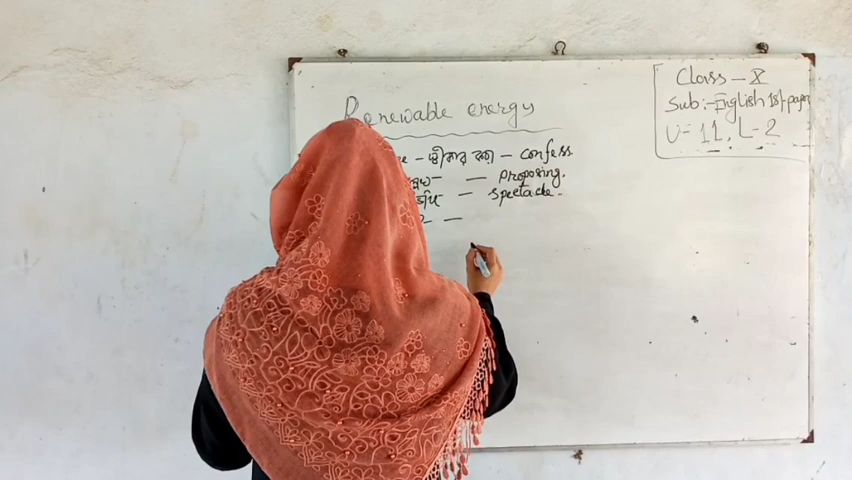 Renewable energy
Class – X
Sub:- English 1st paper
U = 11, L - 2
– স্বীকার করা – Confess
– Proposing.
– Spectacle.
–